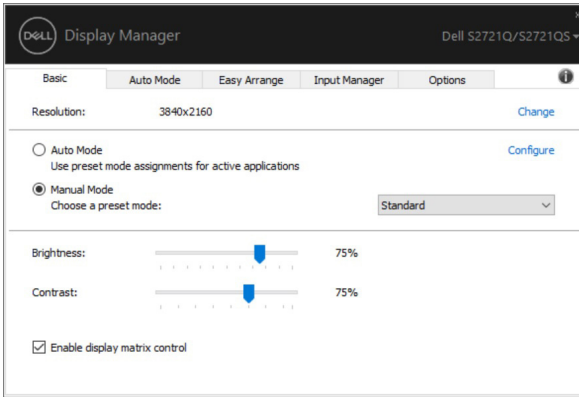 DELL Display Manager Dell S2721Q/S2721QS
Basic Auto Mode Easy Arrange Input Manager Options
Resolution: 3840x2160 Change
Auto Mode Configure
Use preset mode assignments for active applications
Manual Mode
Choose a preset mode: Standard
Brightness: 75%
Contrast: 75%
Enable display matrix control